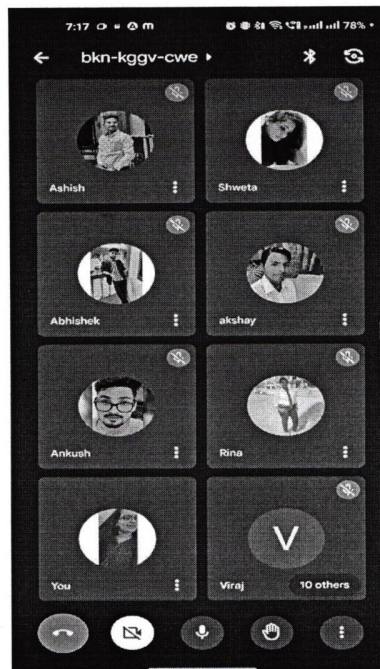 7:17 78%
bkn-kggv-cwe
Ashish Shweta
Abhishek akshay
Ankush Rina
V
You Viraj 10 others